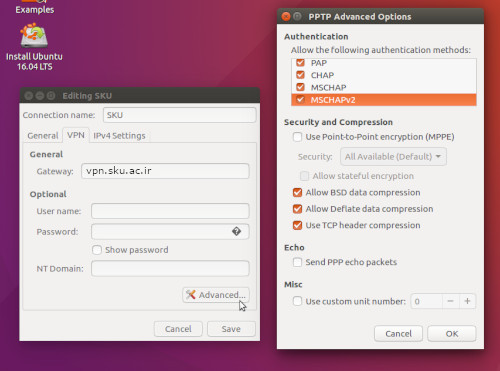 Examples
Install Ubuntu
16.04 LTS
Editing SKU
Connection name: SKU
General VPN IPv4 Settings
General
Gateway: vpn.sku.ac.ir
Optional
User name:
Password:
Show password
NT Domain:
Advanced...
Cancel Save
PPTP Advanced Options
Authentication
Allow the following authentication methods:
PAP
CHAP
MSCHAP
MSCHAPv2
Security and Compression
Use Point-to-Point encryption (MPPE)
Security: All Available (Default)
Allow stateful encryption
Allow BSD data compression
Allow Deflate data compression
Use TCP header compression
Echo
Send PPP echo packets
Misc
Use custom unit number: 0 - +
Cancel OK